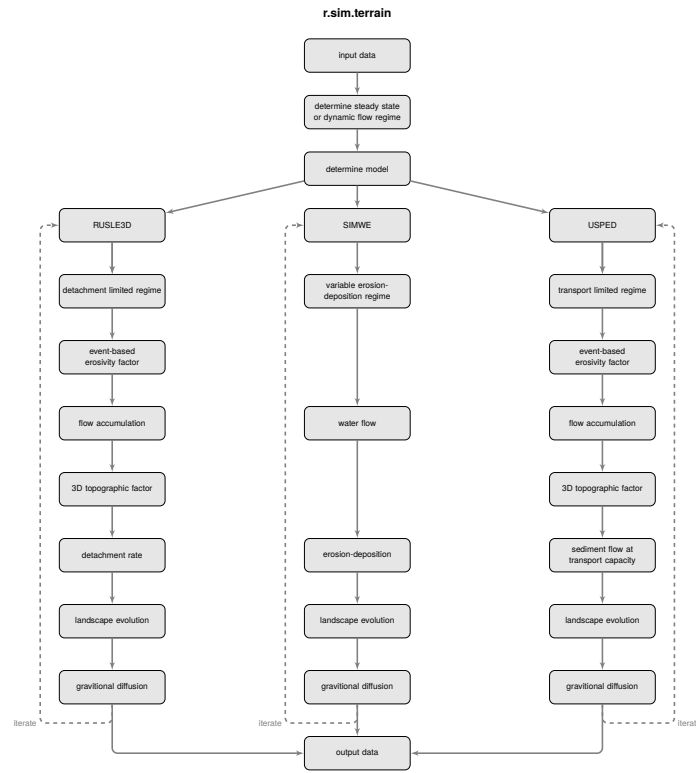 r.sim.terrain
input data
determine steady state
or dynamic flow regime
determine model
RUSLE3D
SIMWE
USPED
detachment limited regime
variable erosion-
deposition regime
transport limited regime
event-based
erosivity factor
event-based
erosivity factor
flow accumulation
water flow
flow accumulation
3D topographic factor
3D topographic factor
detachment rate
erosion-deposition
sediment flow at
transport capacity
landscape evolution
landscape evolution
landscape evolution
gravitional diffusion
gravitional diffusion
gravitional diffusion
iterate
iterate
iterat
output data